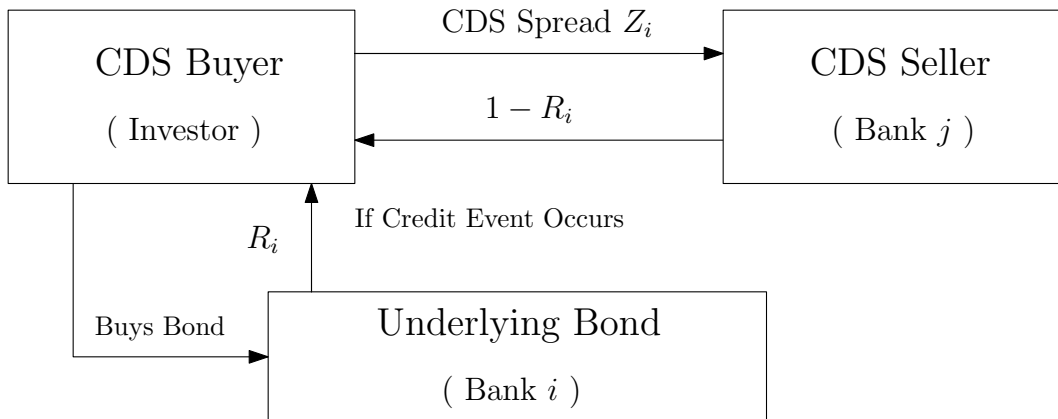 CDS Spread $Z_i$
CDS Buyer
( Investor )
CDS Seller
( Bank $j$ )
$1 - R_i$
If Credit Event Occurs
$R_i$
Buys Bond
Underlying Bond
( Bank $i$ )